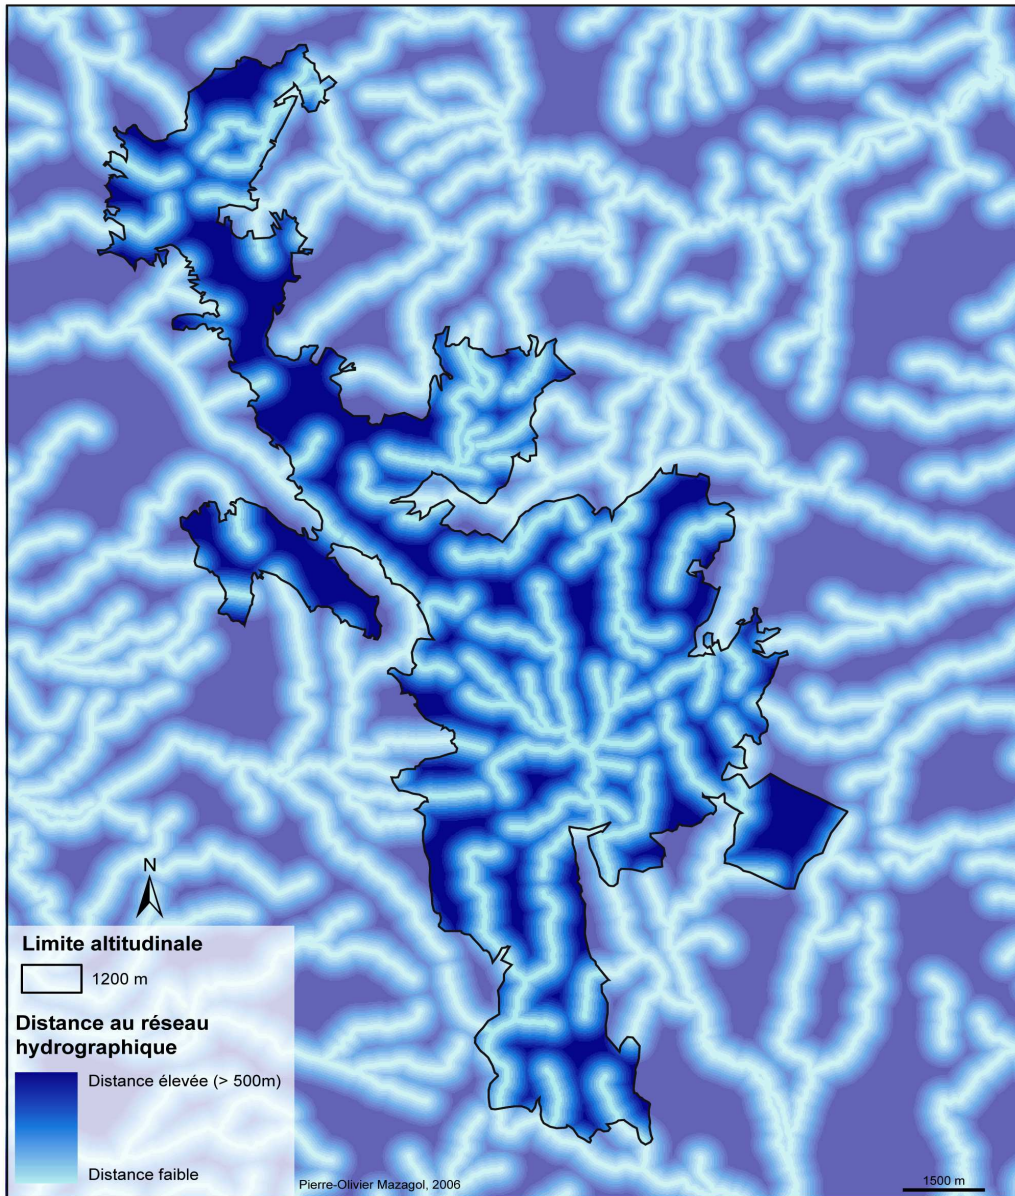 N
Limite altitudinale
1200 m
Distance au réseau
hydrographique
Distance élevée (> 500m)
Distance faible
Pierre-Olivier Mazagol, 2006
1500 m